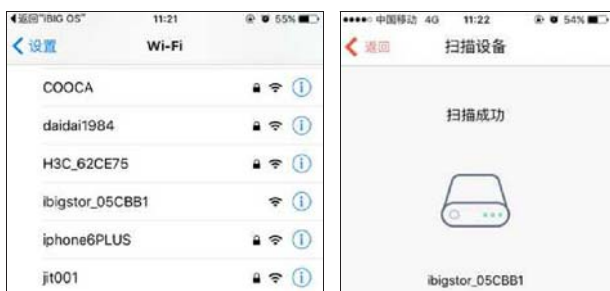 返回"iBIG OS"
11:21
55%
设置
Wi-Fi
COOCA
daidai1984
H3C_62CE75
ibigstor_05CBB1
iphone6PLUS
jit001
中国移动 4G
11:22
54%
返回
扫描设备
扫描成功
ibigstor_05CBB1